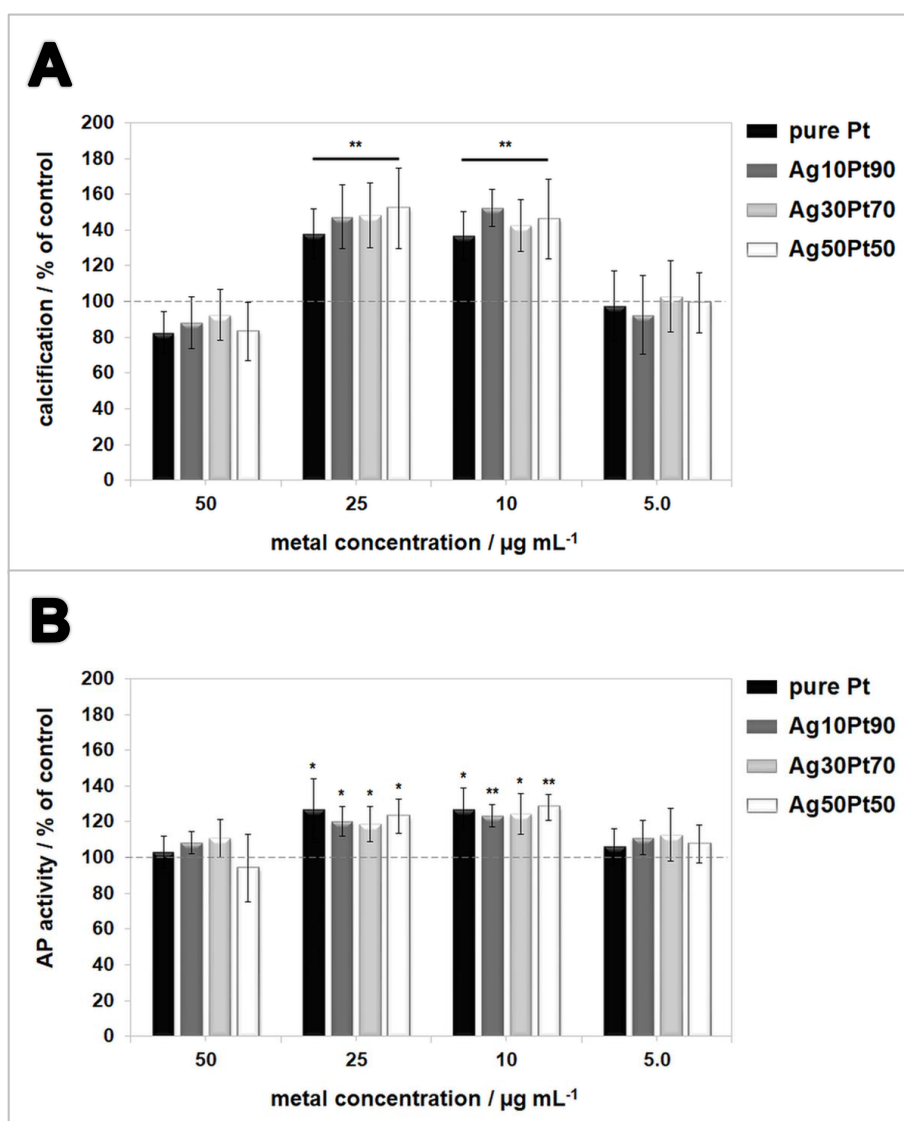 A
calcification / % of control
200
180
160
140
120
100
80
60
40
20
0
** **
50 25 10 5.0
metal concentration / µg mL-1
pure Pt
Ag10Pt90
Ag30Pt70
Ag50Pt50
B
AP activity / % of control
200
180
160
140
120
100
80
60
40
20
0
* * * * * ** * **
50 25 10 5.0
metal concentration / µg mL-1
pure Pt
Ag10Pt90
Ag30Pt70
Ag50Pt50